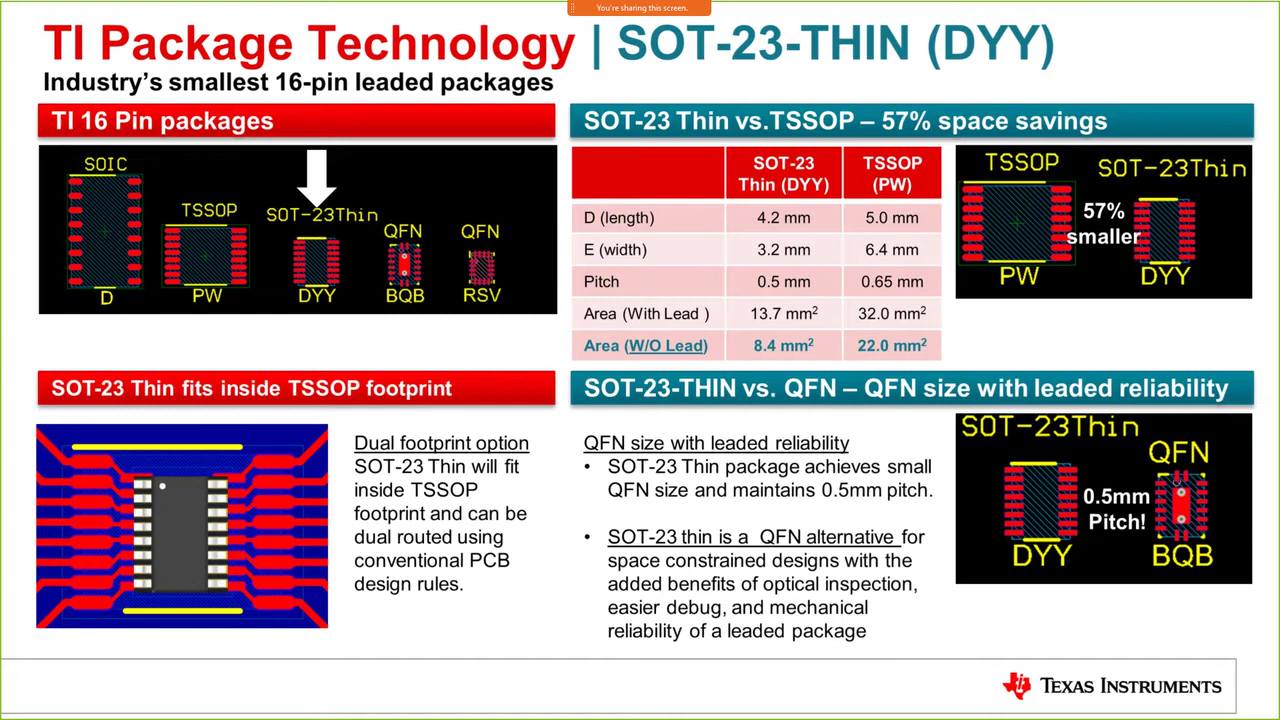 You're sharing this screen.
TI Package Technology | SOT-23-THIN (DYY)
Industry's smallest 16-pin leaded packages
TI 16 Pin packages
SOIC
TSSOP
SOT-23Thin
QFN
QFN
D
PW
DYY
BQB
RSV
SOT-23 Thin vs.TSSOP – 57% space savings
SOT-23 Thin (DYY) TSSOP (PW)
D (length) 4.2 mm 5.0 mm
E (width) 3.2 mm 6.4 mm
Pitch 0.5 mm 0.65 mm
Area (With Lead ) 13.7 mm² 32.0 mm²
Area (W/O Lead) 8.4 mm² 22.0 mm²
TSSOP
SOT-23Thin
57%
smaller
PW
DYY
SOT-23 Thin fits inside TSSOP footprint
Dual footprint option
SOT-23 Thin will fit
inside TSSOP
footprint and can be
dual routed using
conventional PCB
design rules.
SOT-23-THIN vs. QFN – QFN size with leaded reliability
QFN size with leaded reliability
• SOT-23 Thin package achieves small
QFN size and maintains 0.5mm pitch.
• SOT-23 thin is a QFN alternative for
space constrained designs with the
added benefits of optical inspection,
easier debug, and mechanical
reliability of a leaded package
SOT-23Thin
QFN
0.5mm
Pitch!
DYY
BQB
TEXAS INSTRUMENTS